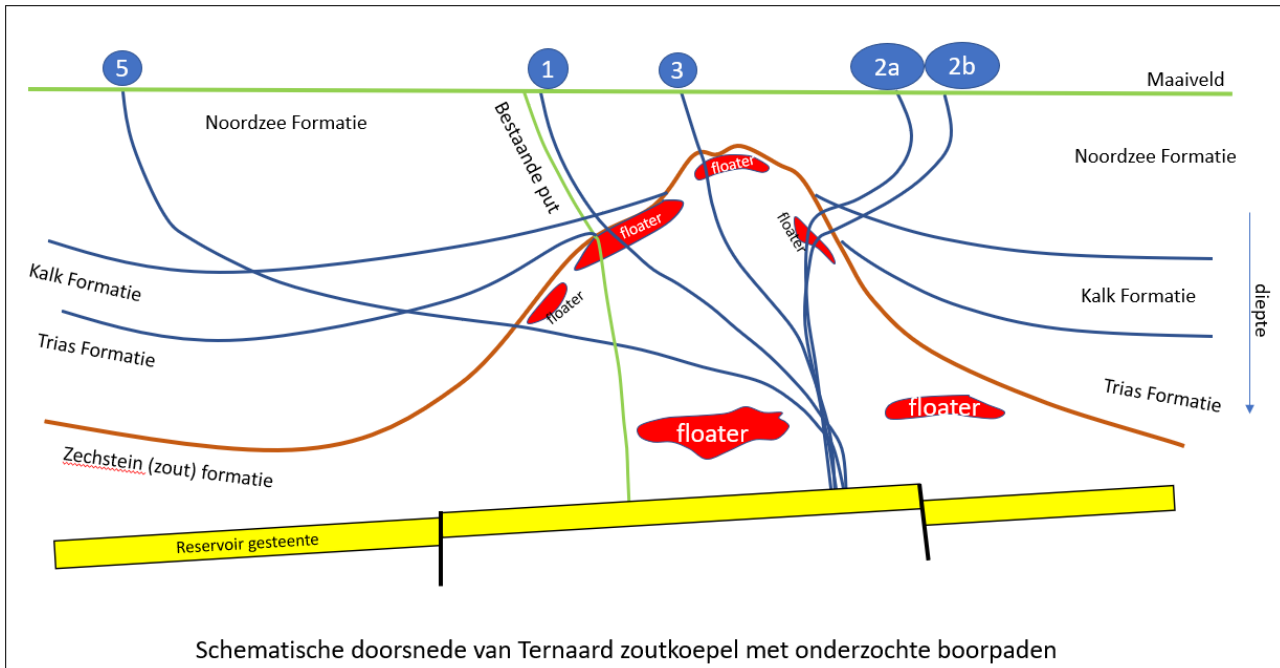 5
1
3
2a
2b
Maaiveld
Noordzee Formatie
Bestaande put
Noordzee Formatie
floater
floater
floater
floater
Kalk Formatie
Kalk Formatie
diepte
Trias Formatie
Trias Formatie
floater
floater
Zechstein (zout) formatie
Reservoir gesteente
Schematische doorsnede van Ternaard zoutkoepel met onderzochte boorpaden